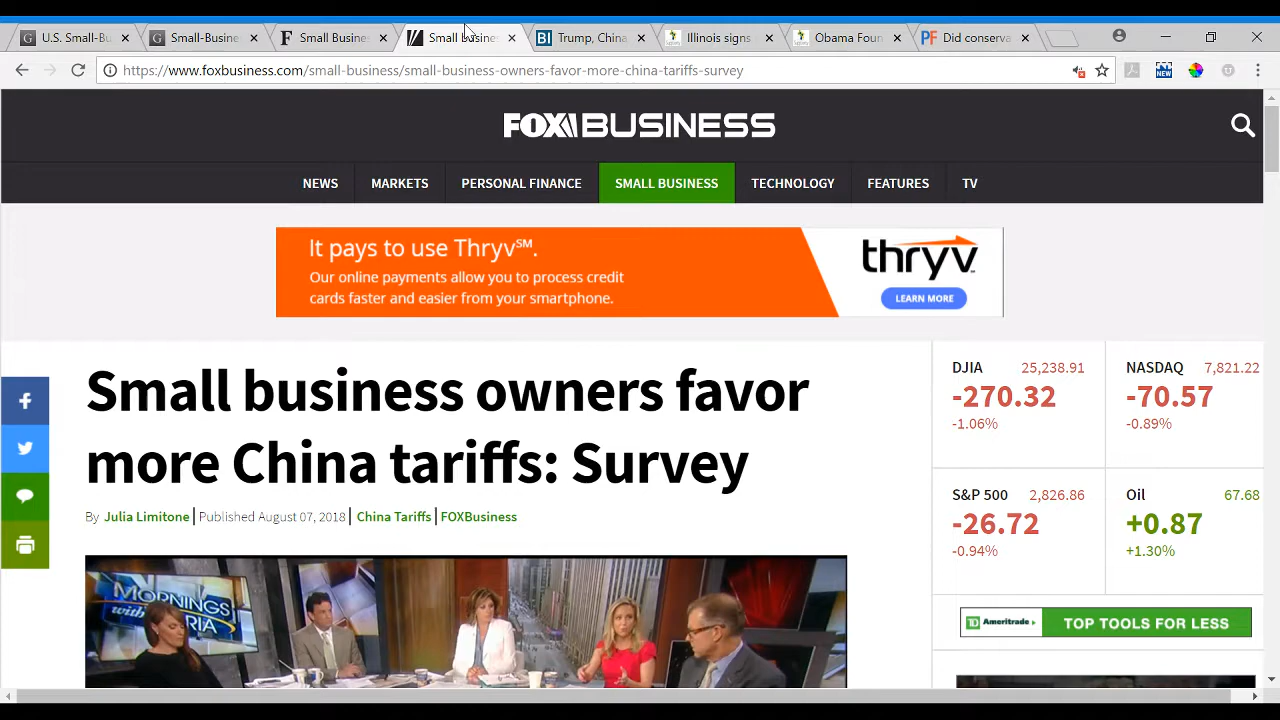 U.S. Small-Bu
Small-Busine
Small Busine
Small Busine
Trump, China
Illinois signs
Obama Foun
Did conserva
https://www.foxbusiness.com/small-business/small-business-owners-favor-more-china-tariffs-survey
NEW
FOX BUSINESS
NEWS MARKETS PERSONAL FINANCE SMALL BUSINESS TECHNOLOGY FEATURES TV
It pays to use Thryv℠.
Our online payments allow you to process credit
cards faster and easier from your smartphone.
thryv
LEARN MORE
Small business owners favor
more China tariffs: Survey
By Julia Limitone | Published August 07, 2018 | China Tariffs | FOXBusiness
DJIA 25,238.91
-270.32
-1.06%
NASDAQ 7,821.22
-70.57
-0.89%
S&P 500 2,826.86
-26.72
-0.94%
Oil 67.68
+0.87
+1.30%
Ameritrade TOP TOOLS FOR LESS
MORNINGS
with
RIA